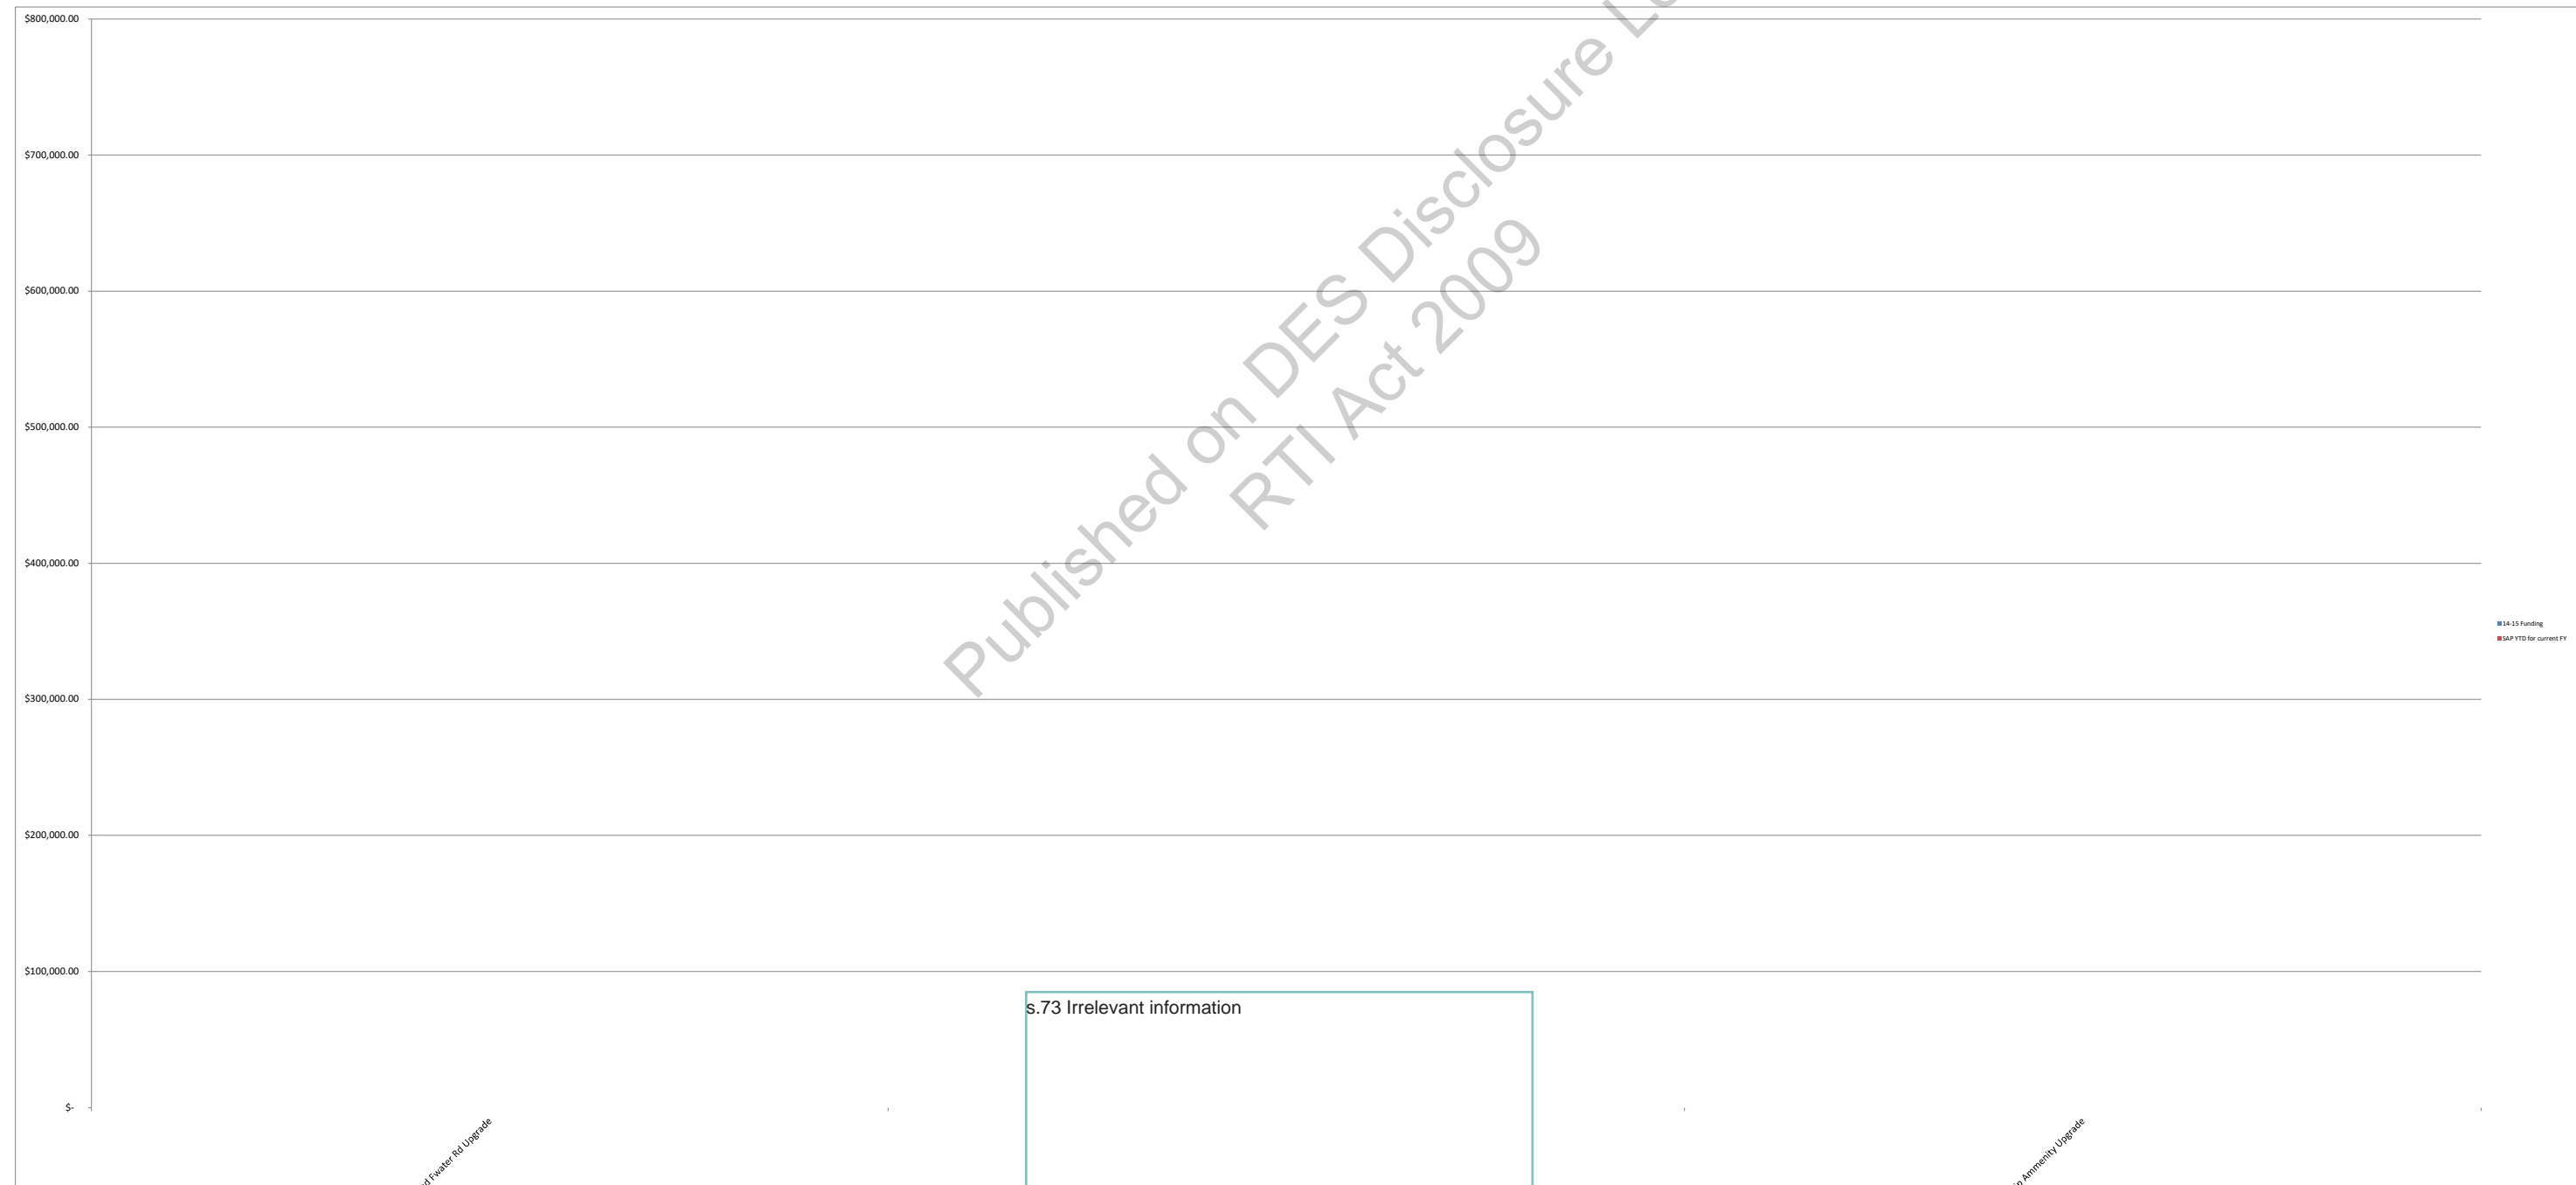 $800,000.00
$700,000.00
$600,000.00
$500,000.00
$400,000.00
$300,000.00
$200,000.00
$100,000.00
$-
Published on DES Disclosure
RTI Act 2009
14-15 Funding
SAP YTD for current FY
s.73 Irrelevant information
Fwater Rd Upgrade
Ammenity Upgrade